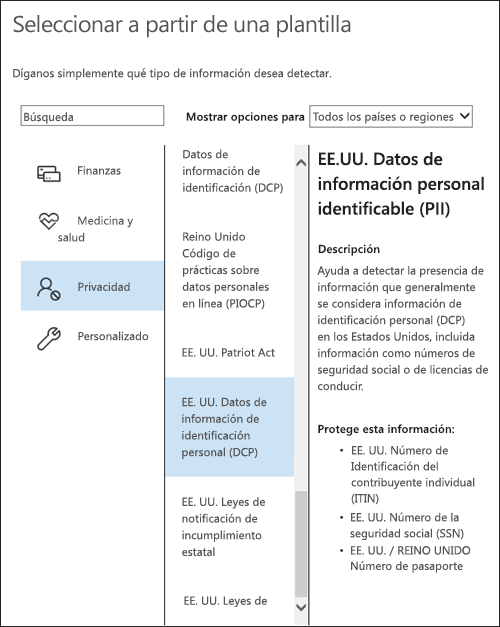 Seleccionar a partir de una plantilla
Díganos simplemente qué tipo de información desea detectar.
Búsqueda
Mostrar opciones para
Todos los países o regiones
Finanzas
Medicina y
salud
Privacidad
Personalizado
Datos de
información de
identificación (DCP)
Reino Unido
Código de
prácticas sobre
datos personales
en línea (PIOCP)
EE. UU. Patriot Act
EE. UU. Datos de
información de
identificación
personal (DCP)
EE. UU. Leyes de
notificación de
incumplimiento
estatal
EE. UU. Leyes de
EE.UU. Datos de
información personal
identificable (PII)
Descripción
Ayuda a detectar la presencia de
información que generalmente
se considera información de
identificación personal (DCP)
en los Estados Unidos, incluida
información como números de
seguridad social o de licencias de
conducir.
Protege esta información:
• EE. UU. Número de
Identificación del
contribuyente individual
(ITIN)
• EE. UU. Número de la
seguridad social (SSN)
• EE. UU. / REINO UNIDO
Número de pasaporte